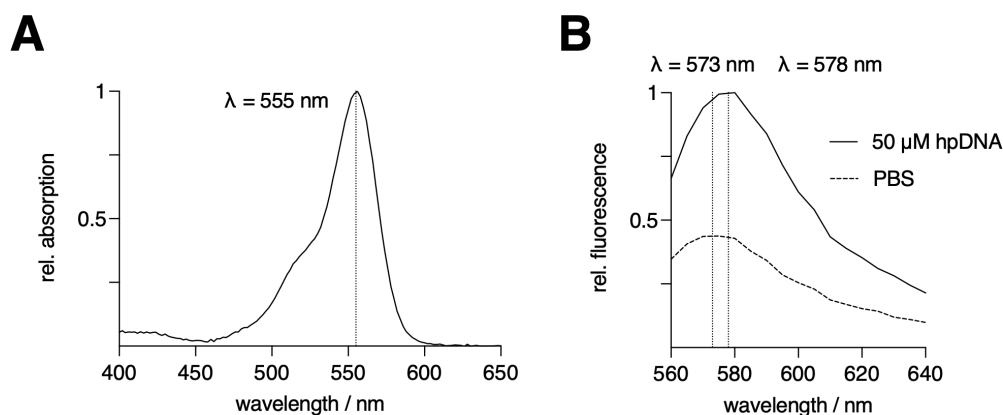 A
λ = 555 nm
1
0.5
rel. absorption
400 450 500 550 600 650
wavelength / nm
B
λ = 573 nm λ = 578 nm
1
0.5
rel. fluorescence
50 µM hpDNA
PBS
560 580 600 620 640
wavelength / nm